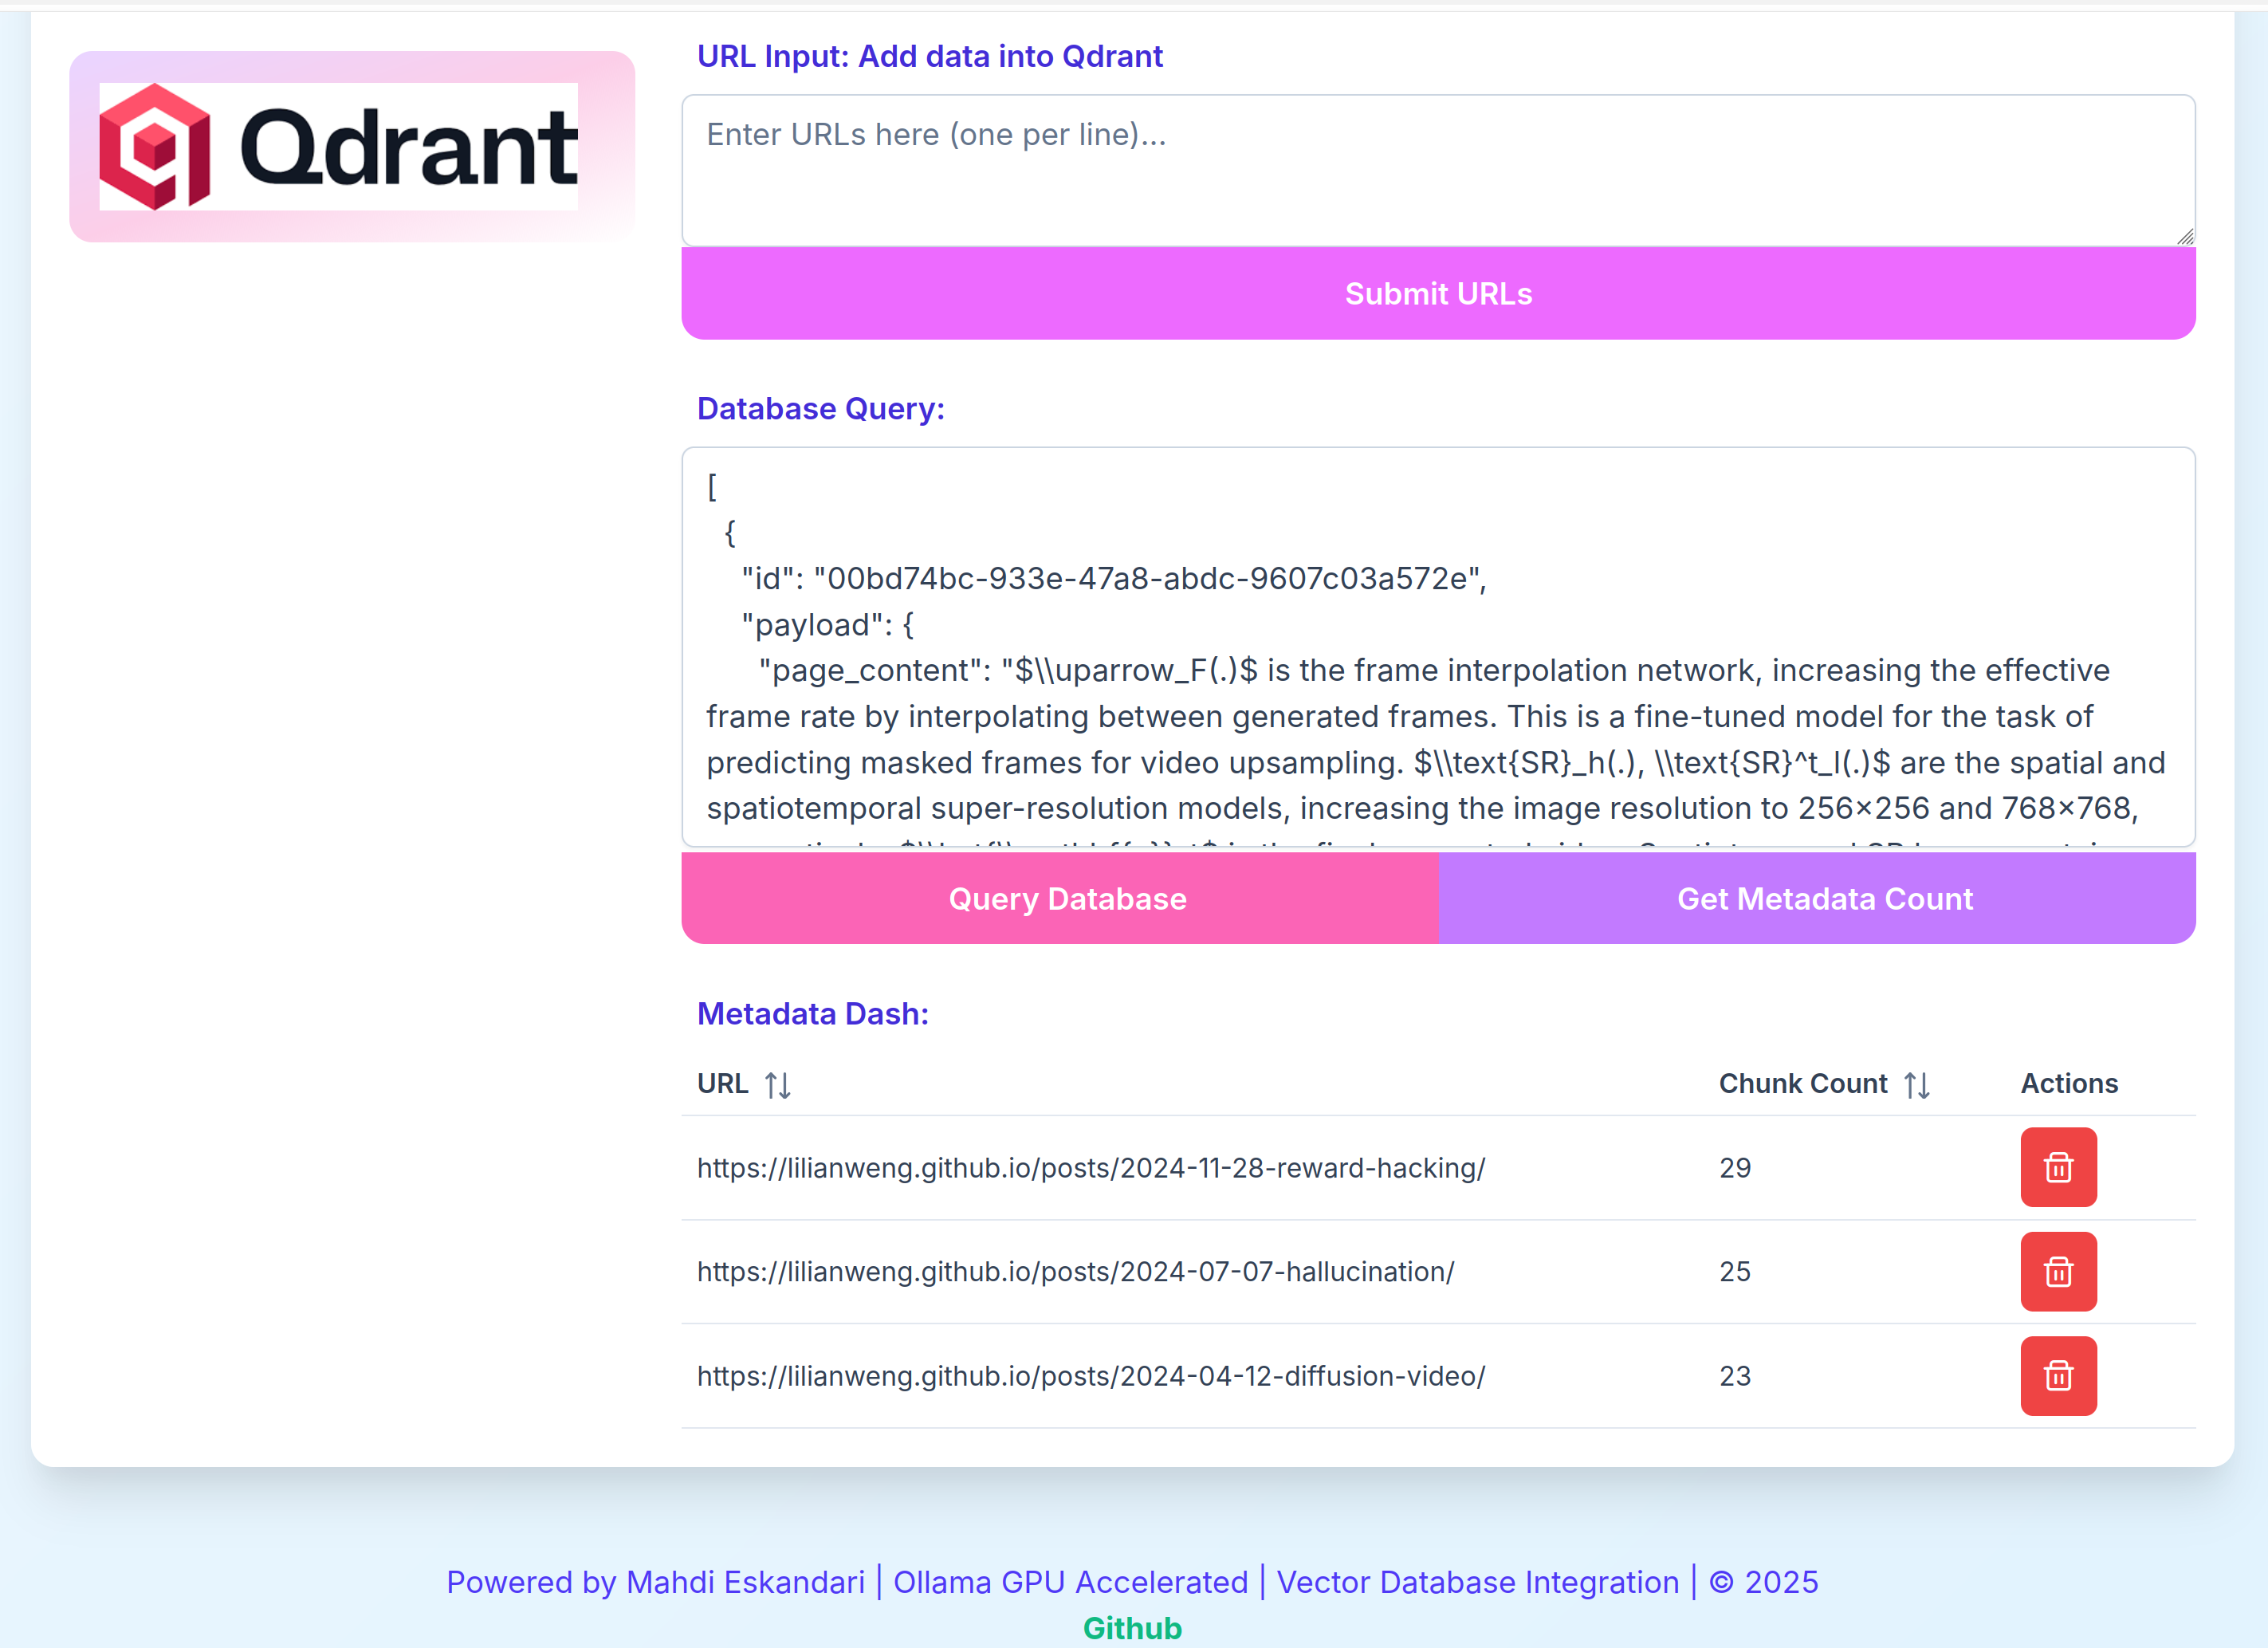 Qdrant
URL Input: Add data into Qdrant
Enter URLs here (one per line)...
Submit URLs
Database Query:
[
{
"id": "00bd74bc-933e-47a8-abdc-9607c03a572e",
"payload": {
"page_content": "$\\uparrow_F(.)$ is the frame interpolation network, increasing the effective
frame rate by interpolating between generated frames. This is a fine-tuned model for the task of
predicting masked frames for video upsampling. $\\text{SR}_h(.), \\text{SR}^t_l(.)$ are the spatial and
spatiotemporal super-resolution models, increasing the image resolution to 256×256 and 768×768,
Query Database
Get Metadata Count
Metadata Dash:
URL Chunk Count Actions
https://lilianweng.github.io/posts/2024-11-28-reward-hacking/ 29
https://lilianweng.github.io/posts/2024-07-07-hallucination/ 25
https://lilianweng.github.io/posts/2024-04-12-diffusion-video/ 23
Powered by Mahdi Eskandari | Ollama GPU Accelerated | Vector Database Integration | © 2025
Github